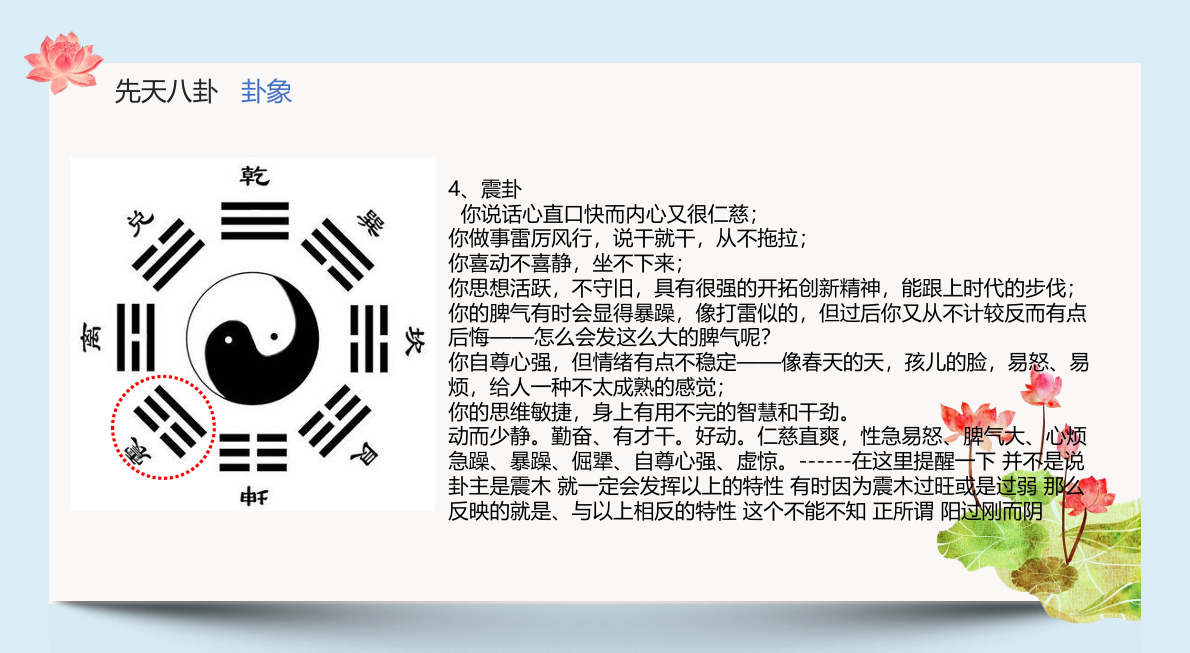 先天八卦 卦象
乾
兑
巽
离
坎
震
艮
坤
4、震卦
你说话心直口快而内心又很仁慈；
你做事雷厉风行，说干就干，从不拖拉；
你喜动不喜静，坐不下来；
你思想活跃，不守旧，具有很强的开拓创新精神，能跟上时代的步伐；
你的脾气有时会显得暴躁，像打雷似的，但过后你又从不计较反而有点
后悔——怎么会发这么大的脾气呢？
你自尊心强，但情绪有点不稳定——像春天的天，孩儿的脸，易怒、易
烦，给人一种不太成熟的感觉；
你的思维敏捷，身上有用不完的智慧和干劲。
动而少静。勤奋、有才干。好动。仁慈直爽，性急易怒、脾气大、心烦
急躁、暴躁、倔犟、自尊心强、虚惊。------在这里提醒一下 并不是说
卦主是震木 就一定会发挥以上的特性 有时因为震木过旺或是过弱 那么
反映的就是、与以上相反的特性 这个不能不知 正所谓 阳过刚而阴